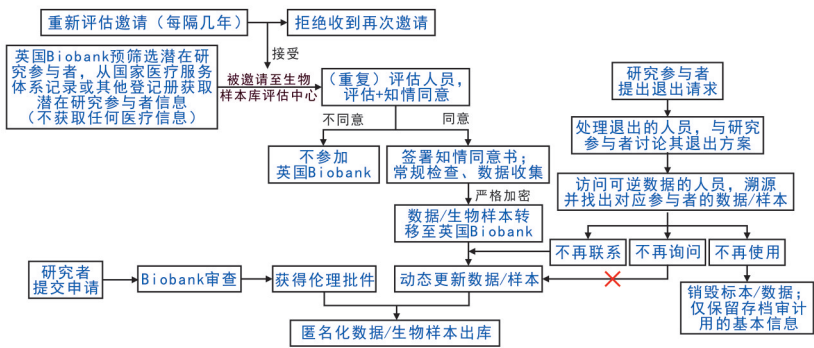 重新评估邀请（每隔几年）
拒绝收到再次邀请
接受
英国Biobank预筛选潜在研
究参与者，从国家医疗服务
体系记录或其他登记册获取
潜在研究参与者信息
（不获取任何医疗信息）
被邀请至生物
样本库评估中心
（重复）评估人员，
评估+知情同意
不同意
同意
不参加
英国Biobank
签署知情同意书；
常规检查、数据收集
严格加密
数据/生物样本转
移至英国Biobank
研究参与者
提出退出请求
处理退出的人员，与研究
参与者讨论其退出方案
访问可逆数据的人员，溯源
并找出对应参与者的数据/样本
不再联系
不再询问
不再使用
研究者
提交申请
Biobank审查
获得伦理批件
动态更新数据/样本
销毁标本/数据；
仅保留存档审计
用的基本信息
匿名化数据/生物样本出库